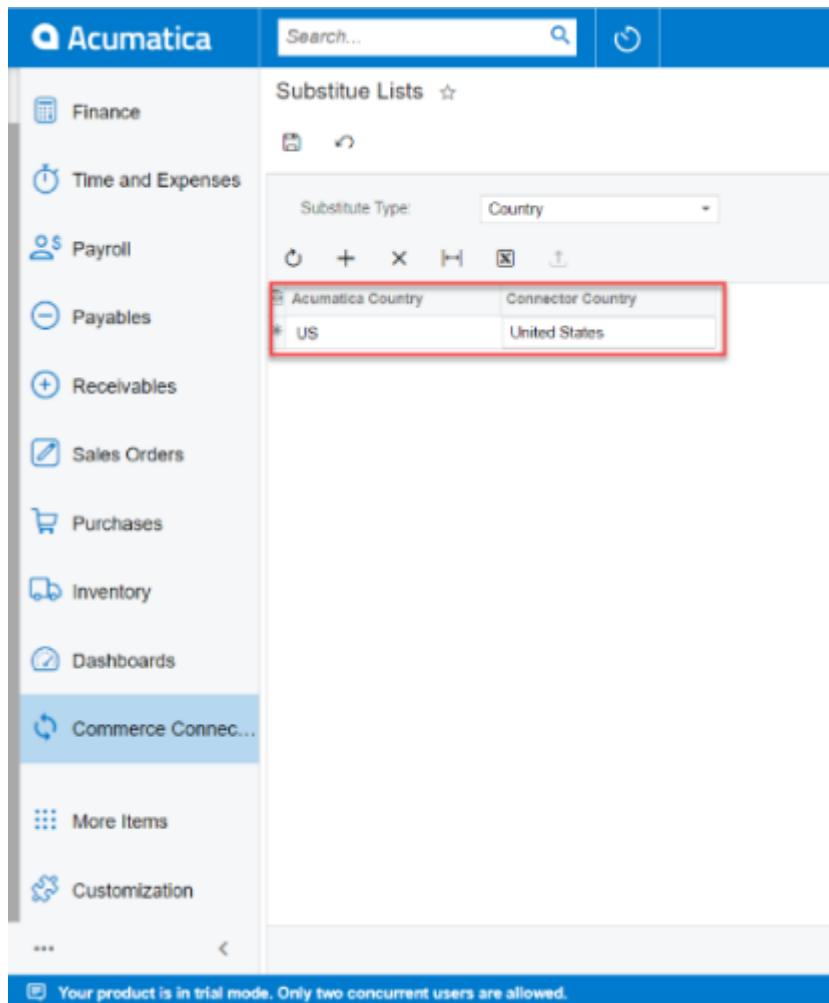 Acumatica
Search...
Substitue Lists
Finance
Time and Expenses
Substitute Type:
Country
Payroll
Acumatica Country
Connector Country
Payables
US
United States
Receivables
Sales Orders
Purchases
Inventory
Dashboards
Commerce Connec...
More Items
Customization
Your product is in trial mode. Only two concurrent users are allowed.